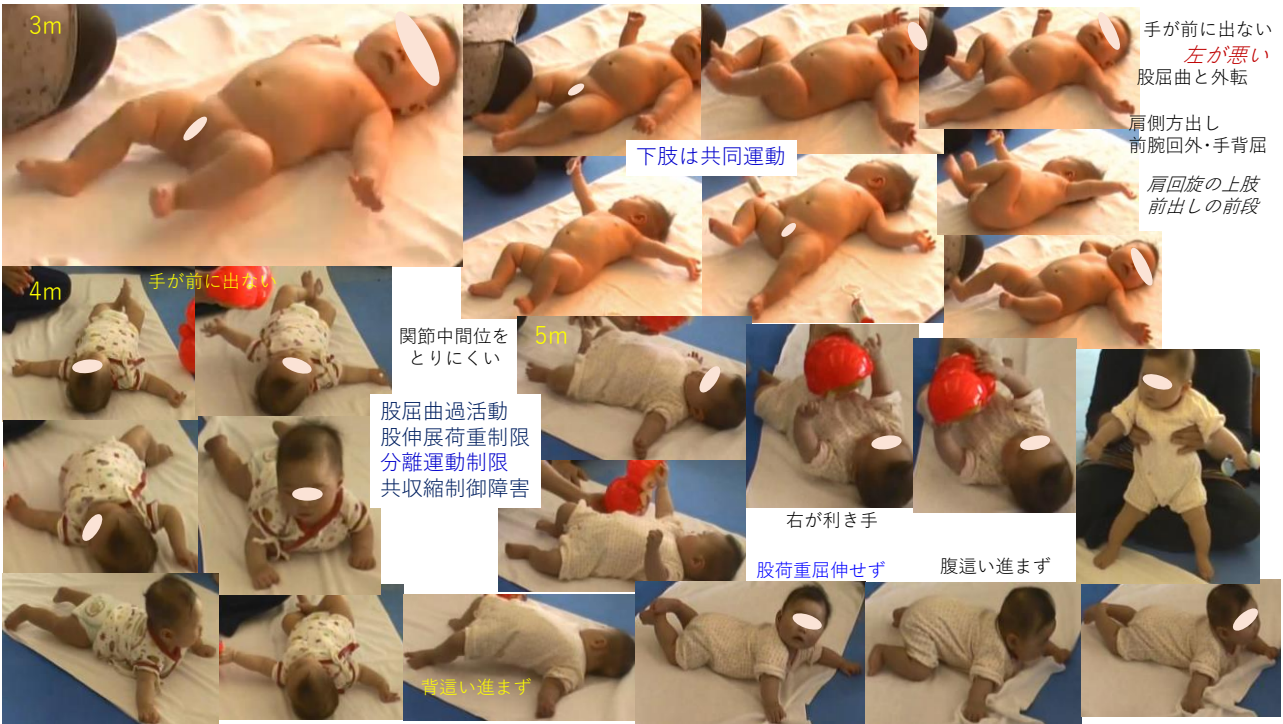 3m
手が前に出ない
左が悪い
股屈曲と外転
肩側方出し
前腕回外・手背屈
肩回旋の上肢
前出しの前段
下肢は共同運動
4m
手が前に出ない
関節中間位を
とりにくい
5m
股屈曲過活動
股伸展荷重制限
分離運動制限
共収縮制御障害
右が利き手
股荷重屈伸せず
腹這い進まず
背這い進まず